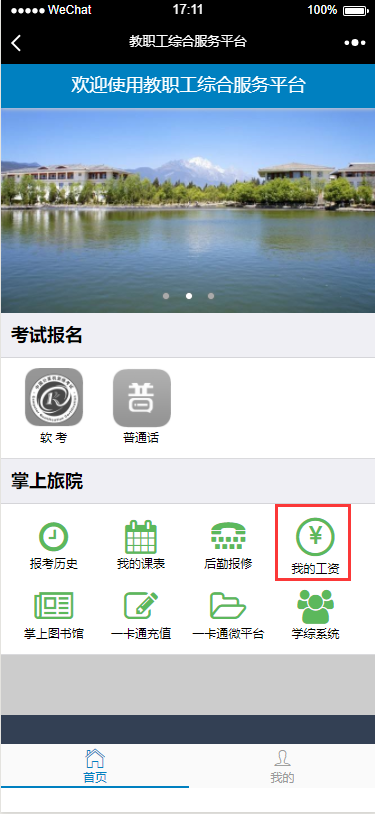 WeChat 17:11 100%
教职工综合服务平台
欢迎使用教职工综合服务平台
考试报名
普
软 考 普通话
掌上旅院
¥
报考历史 我的课表 后勤报修 我的工资
掌上图书馆 一卡通充值 一卡通微平台 学综系统
首页 我的